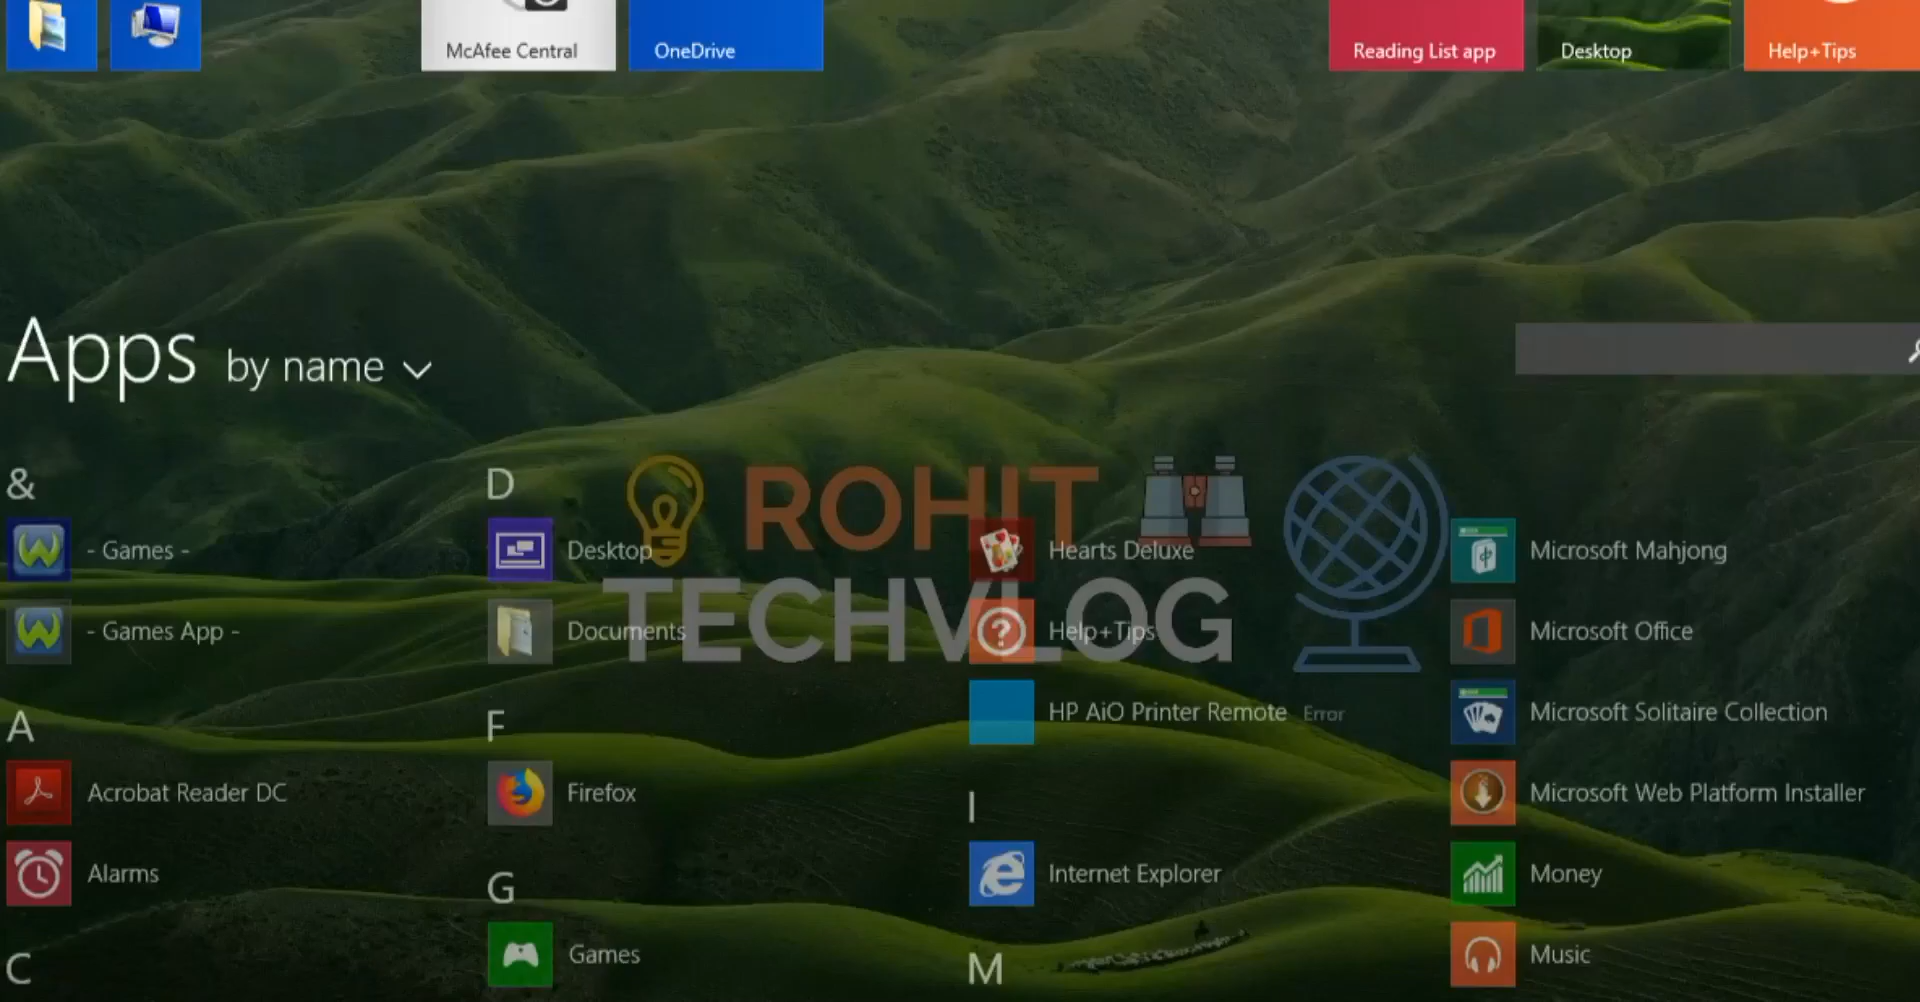 McAfee Central
OneDrive
Reading List app
Desktop
Help+Tips
Apps by name
&
- Games -
- Games App -
A
Acrobat Reader DC
Alarms
C
D
Desktop
Documents
F
Firefox
G
Games
ROHIT
TECHVLOG
Hearts Deluxe
Help+Tips
HP AiO Printer Remote Error
I
Internet Explorer
M
Microsoft Mahjong
Microsoft Office
Microsoft Solitaire Collection
Microsoft Web Platform Installer
Money
Music